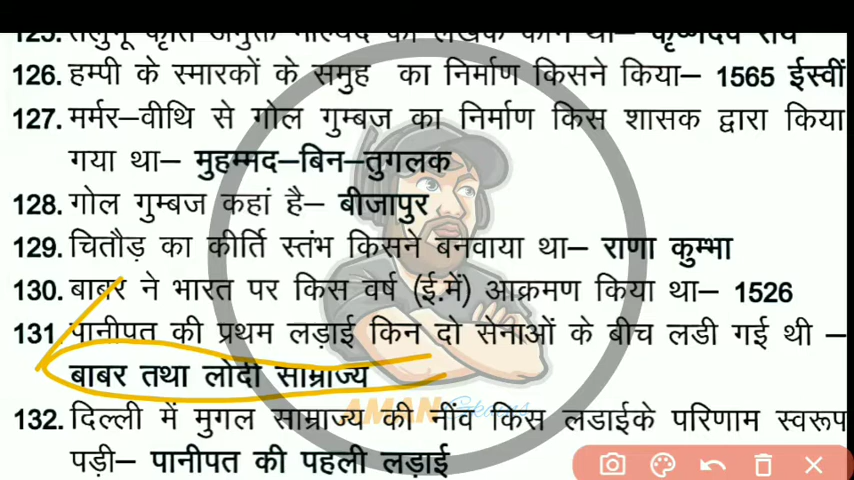 126. हम्पी के स्मारकों के समुह का निर्माण किसने किया– 1565 ईस्वीं
127. मर्मर–वीथि से गोल गुम्बज का निर्माण किस शासक द्वारा किया
गया था– मुहम्मद–बिन–तुगलक
128. गोल गुम्बज कहां है– बीजापुर
129. चितौड़ का कीर्ति स्तंभ किसने बनवाया था– राणा कुम्भा
130. बाबर ने भारत पर किस वर्ष (ई.में) आक्रमण किया था– 1526
131. पानीपत की प्रथम लड़ाई किन दो सेनाओं के बीच लडी गई थी –
बाबर तथा लोदी साम्राज्य
AMAN
132. दिल्ली में मुगल साम्राज्य की नींव किस लडाईके परिणाम स्वरूप
पड़ी– पानीपत की पहली लड़ाई